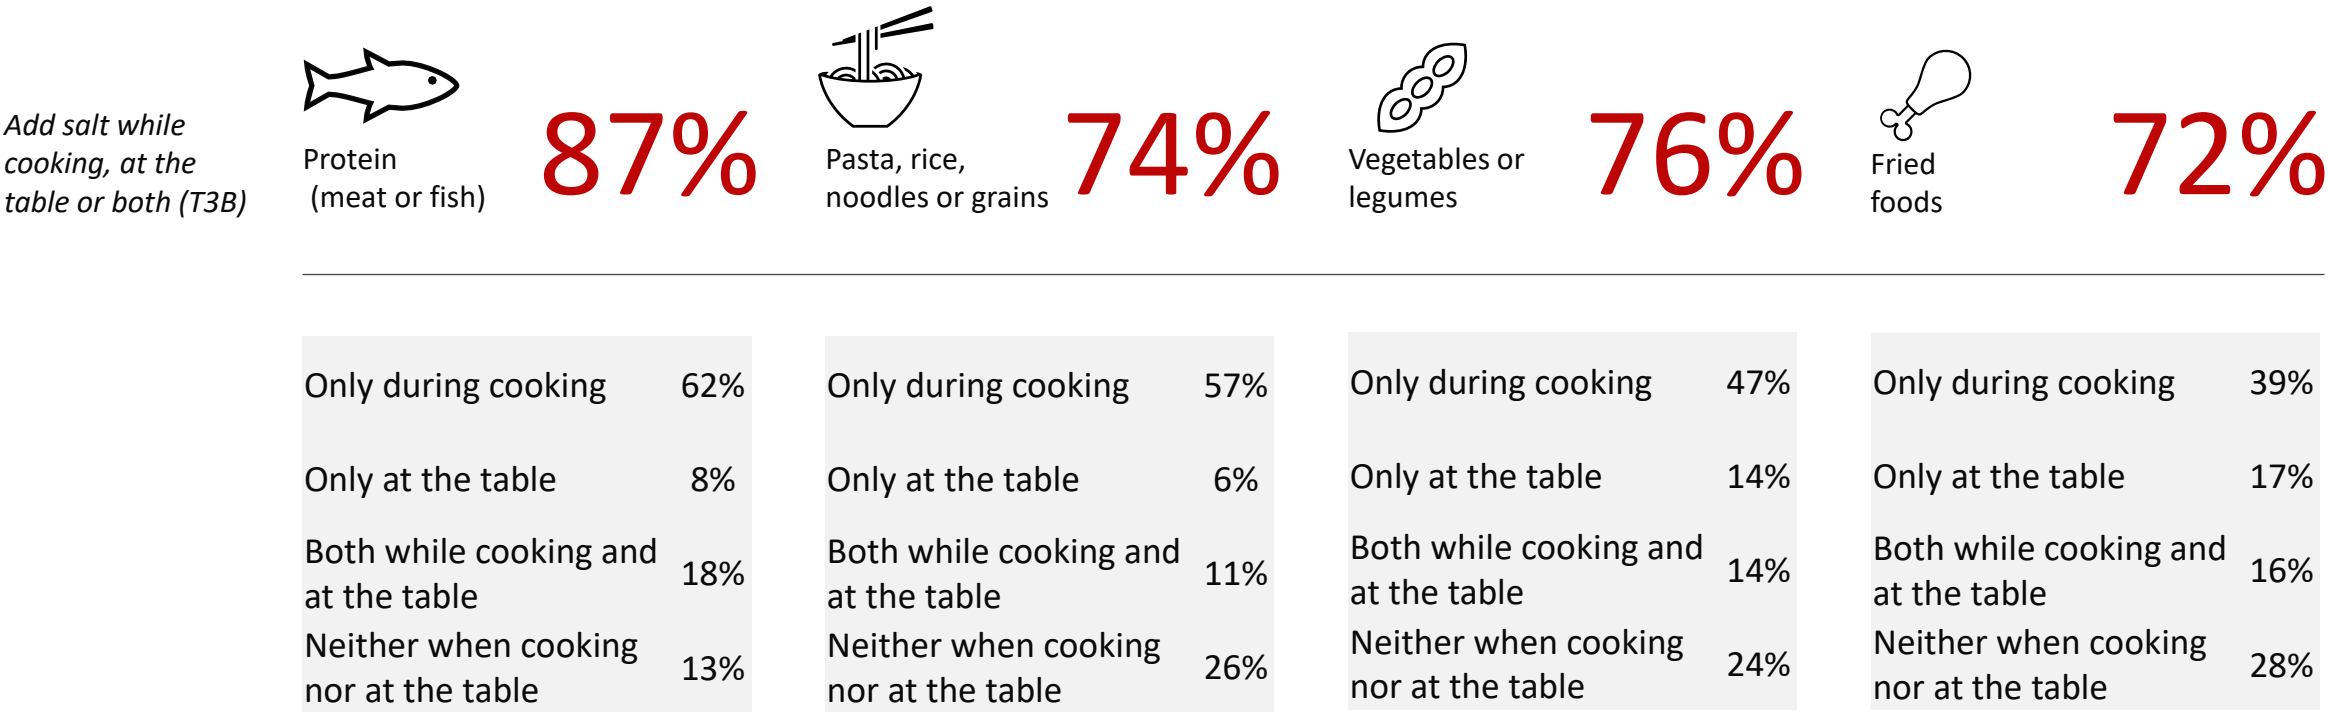 Add salt while
cooking, at the
table or both (T3B)
Protein
(meat or fish)
87%
Pasta, rice,
noodles or grains
74%
Vegetables or
legumes
76%
Fried
foods
72%
Only during cooking 62%
Only at the table 8%
Both while cooking and
at the table
18%
Neither when cooking
nor at the table
13%
Only during cooking 57%
Only at the table 6%
Both while cooking and
at the table
11%
Neither when cooking
nor at the table
26%
Only during cooking 47%
Only at the table 14%
Both while cooking and
at the table
14%
Neither when cooking
nor at the table
24%
Only during cooking 39%
Only at the table 17%
Both while cooking and
at the table
16%
Neither when cooking
nor at the table
28%